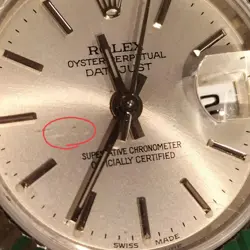 ROLEX
OYSTER PERPETUAL
DATEJUST
SUPERLATIVE CHRONOMETER
OFFICIALLY CERTIFIED
SWISS MADE